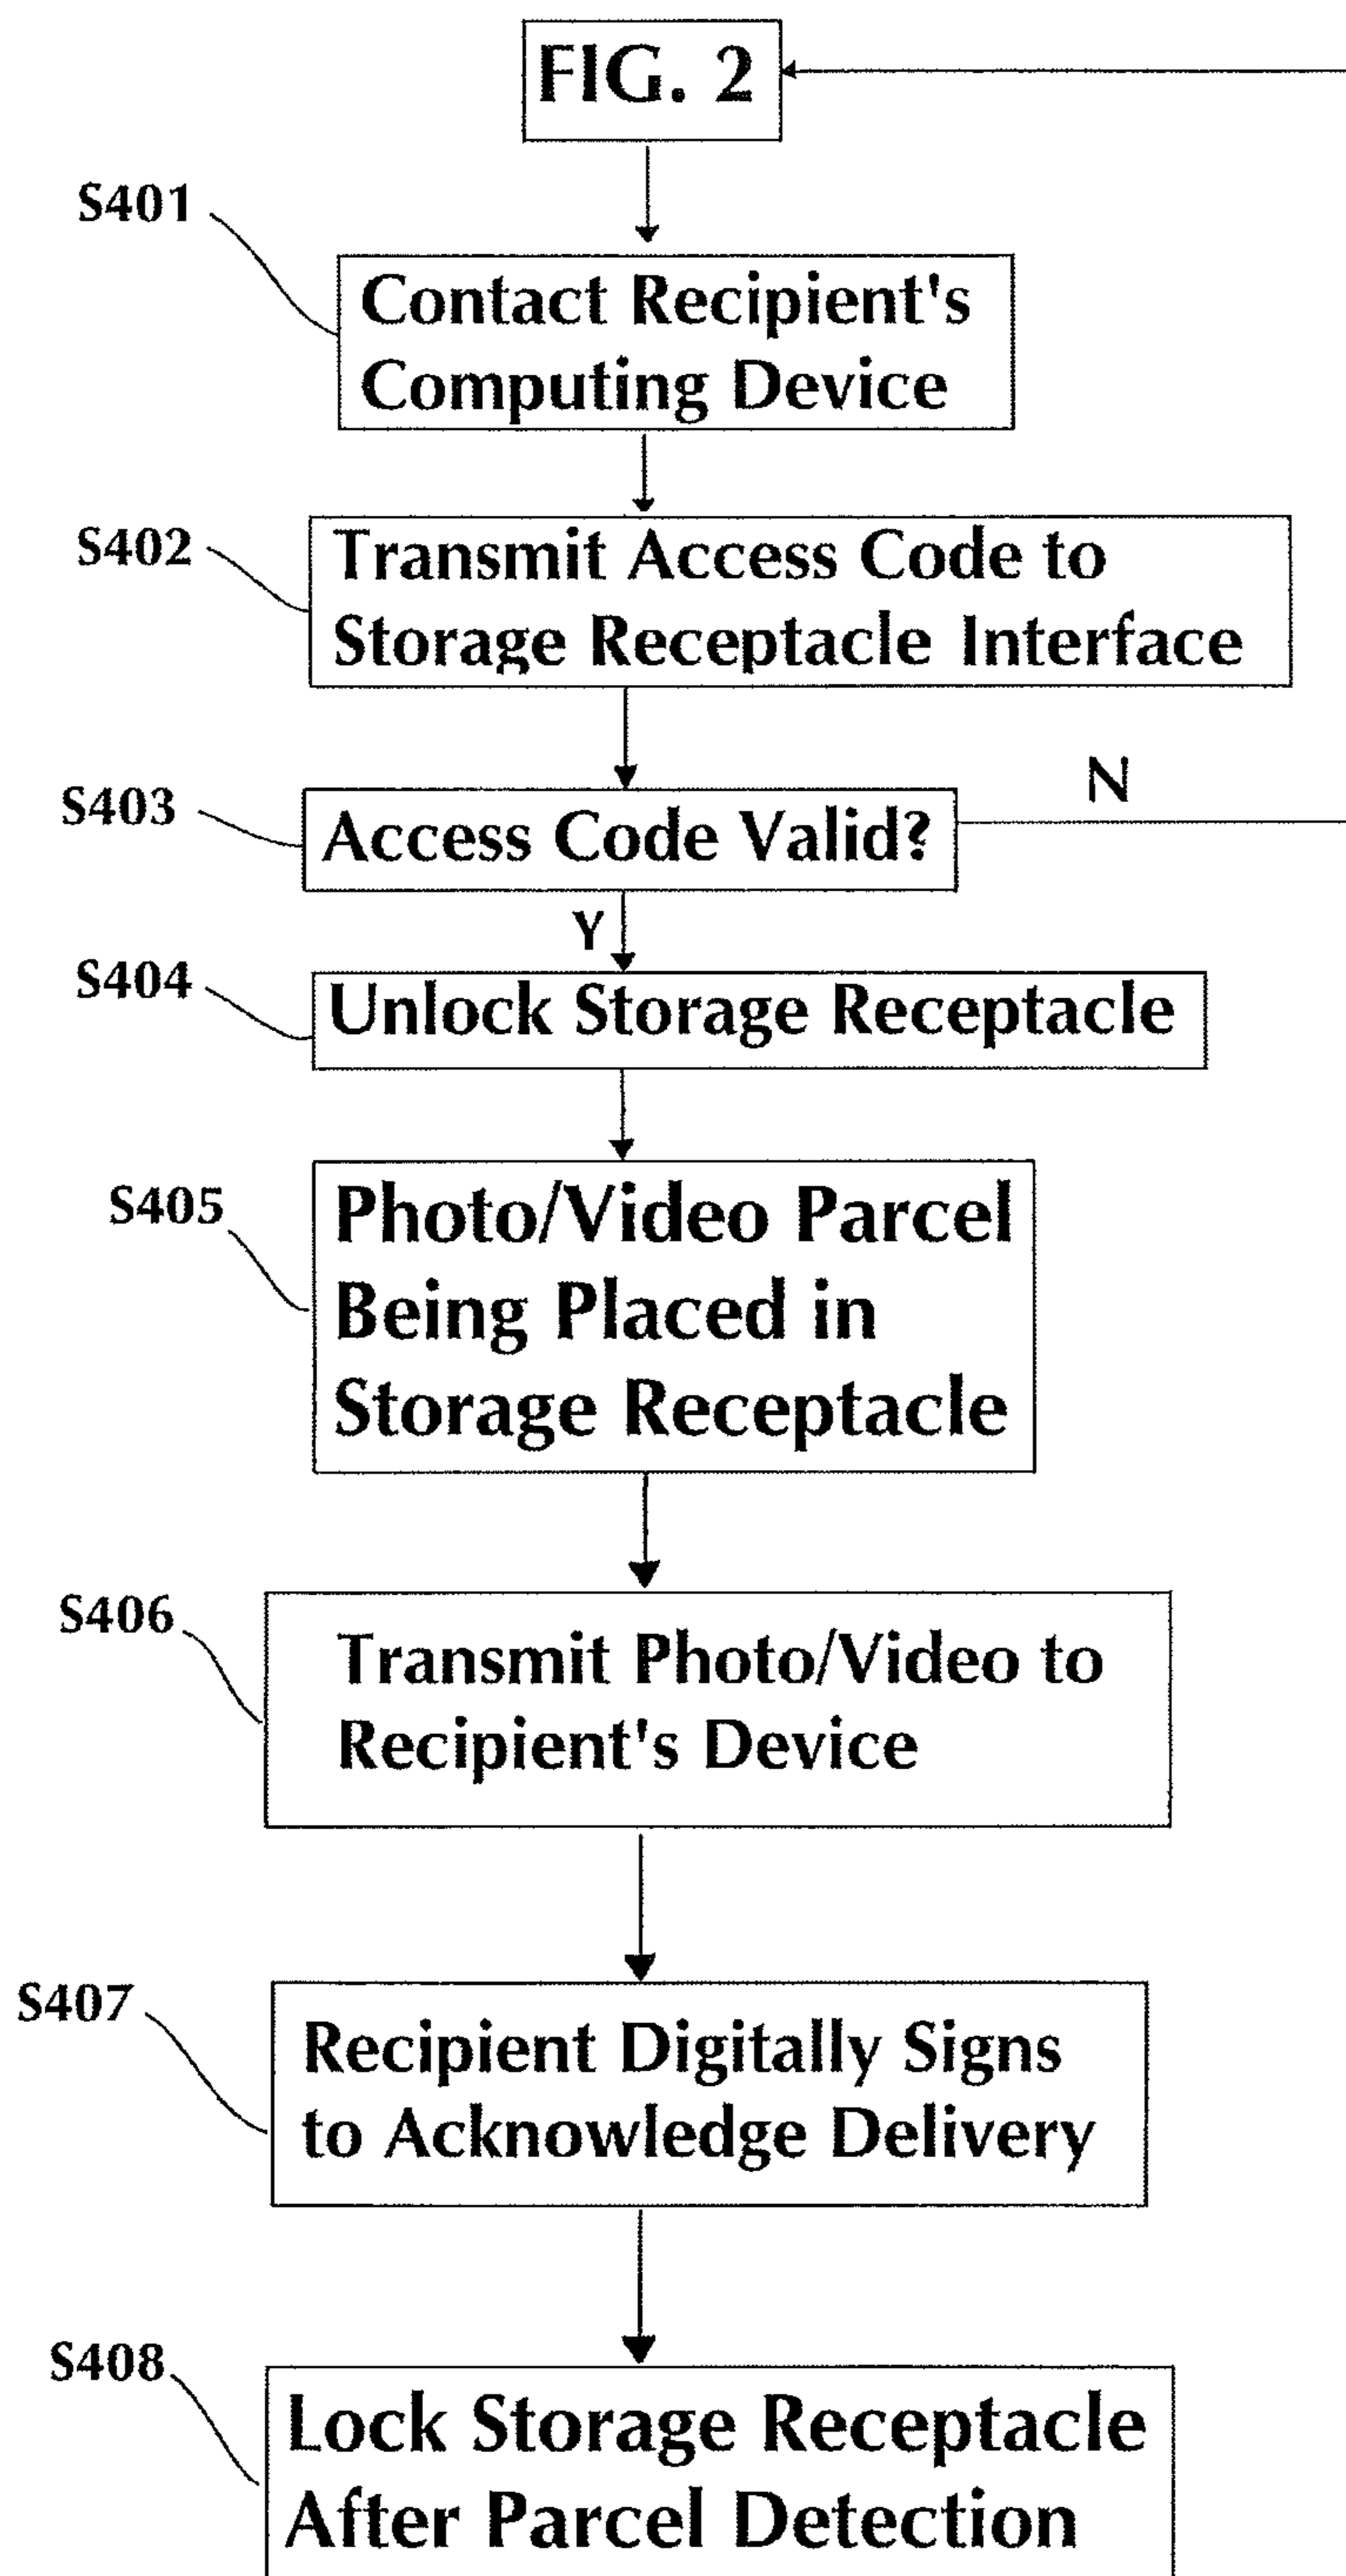 FIG. 2
S401
Contact Recipient's
Computing Device
S402
Transmit Access Code to
Storage Receptacle Interface
S403
Access Code Valid?
N
Y
S404
Unlock Storage Receptacle
S405
Photo/Video Parcel
Being Placed in
Storage Receptacle
S406
Transmit Photo/Video to
Recipient's Device
S407
Recipient Digitally Signs
to Acknowledge Delivery
S408
Lock Storage Receptacle
After Parcel Detection